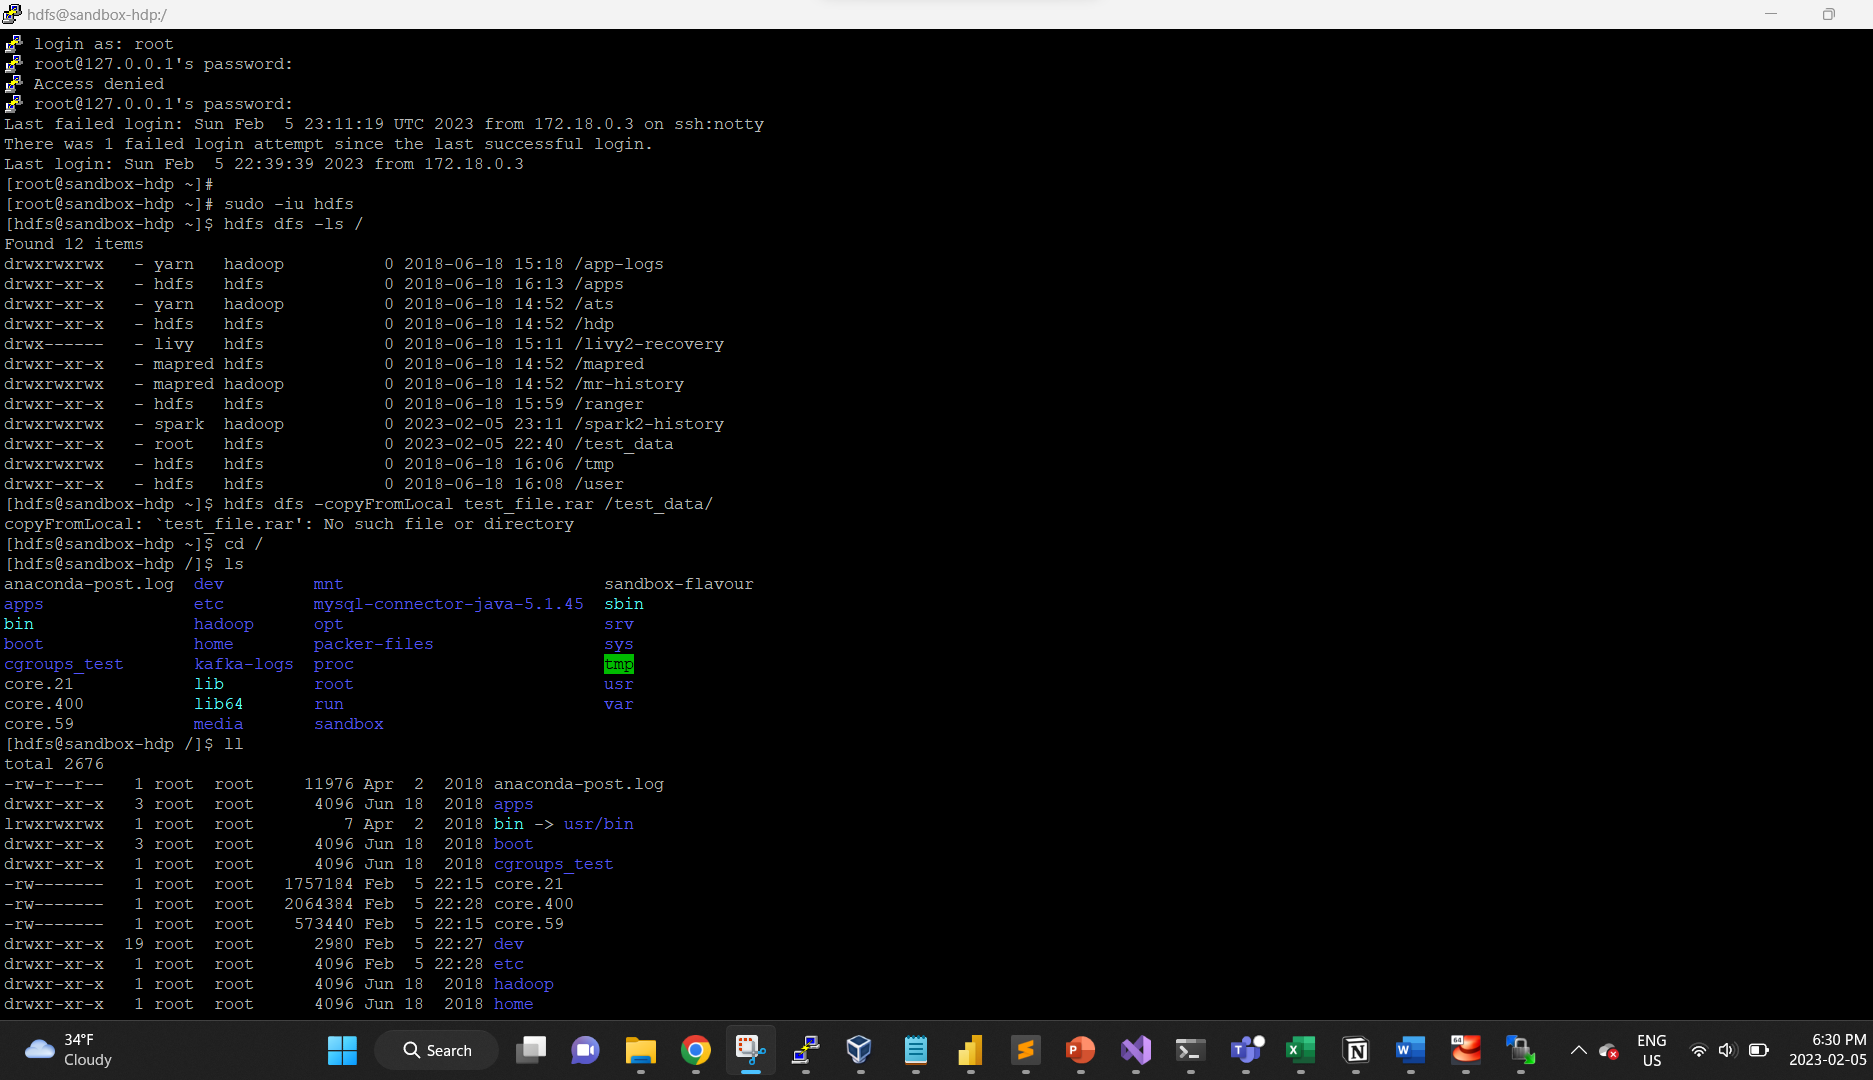 hdfs@sandbox-hdp:/
login as: root
root@127.0.0.1's password:
Access denied
root@127.0.0.1's password:
Last failed login: Sun Feb  5 23:11:19 UTC 2023 from 172.18.0.3 on ssh:notty
There was 1 failed login attempt since the last successful login.
Last login: Sun Feb  5 22:39:39 2023 from 172.18.0.3
[root@sandbox-hdp ~]#
[root@sandbox-hdp ~]# sudo -iu hdfs
[hdfs@sandbox-hdp ~]$ hdfs dfs -ls /
Found 12 items
drwxrwxrwx   - yarn   hadoop          0 2018-06-18 15:18 /app-logs
drwxr-xr-x   - hdfs   hdfs            0 2018-06-18 16:13 /apps
drwxr-xr-x   - yarn   hadoop          0 2018-06-18 14:52 /ats
drwxr-xr-x   - hdfs   hdfs            0 2018-06-18 14:52 /hdp
drwx------   - livy   hdfs            0 2018-06-18 15:11 /livy2-recovery
drwxr-xr-x   - mapred hdfs            0 2018-06-18 14:52 /mapred
drwxrwxrwx   - mapred hadoop          0 2018-06-18 14:52 /mr-history
drwxr-xr-x   - hdfs   hdfs            0 2018-06-18 15:59 /ranger
drwxrwxrwx   - spark  hadoop          0 2023-02-05 23:11 /spark2-history
drwxr-xr-x   - root   hdfs            0 2023-02-05 22:40 /test_data
drwxrwxrwx   - hdfs   hdfs            0 2018-06-18 16:06 /tmp
drwxr-xr-x   - hdfs   hdfs            0 2018-06-18 16:08 /user
[hdfs@sandbox-hdp ~]$ hdfs dfs -copyFromLocal test_file.rar /test_data/
copyFromLocal: `test_file.rar': No such file or directory
[hdfs@sandbox-hdp ~]$ cd /
[hdfs@sandbox-hdp /]$ ls
anaconda-post.log  dev         mnt                          sandbox-flavour
apps               etc         mysql-connector-java-5.1.45  sbin
bin                hadoop      opt                          srv
boot               home        packer-files                 sys
cgroups_test       kafka-logs  proc                         tmp
core.21            lib         root                         usr
core.400           lib64       run                          var
core.59            media       sandbox
[hdfs@sandbox-hdp /]$ ll
total 2676
-rw-r--r--   1 root  root     11976 Apr  2  2018 anaconda-post.log
drwxr-xr-x   3 root  root      4096 Jun 18  2018 apps
lrwxrwxrwx   1 root  root         7 Apr  2  2018 bin -> usr/bin
drwxr-xr-x   3 root  root      4096 Jun 18  2018 boot
drwxr-xr-x   1 root  root      4096 Jun 18  2018 cgroups_test
-rw-------   1 root  root   1757184 Feb  5 22:15 core.21
-rw-------   1 root  root   2064384 Feb  5 22:28 core.400
-rw-------   1 root  root    573440 Feb  5 22:15 core.59
drwxr-xr-x  19 root  root      2980 Feb  5 22:27 dev
drwxr-xr-x   1 root  root      4096 Feb  5 22:28 etc
drwxr-xr-x   1 root  root      4096 Jun 18  2018 hadoop
drwxr-xr-x   1 root  root      4096 Jun 18  2018 home
34°F
Cloudy
Search
ENG
US
6:30 PM
2023-02-05